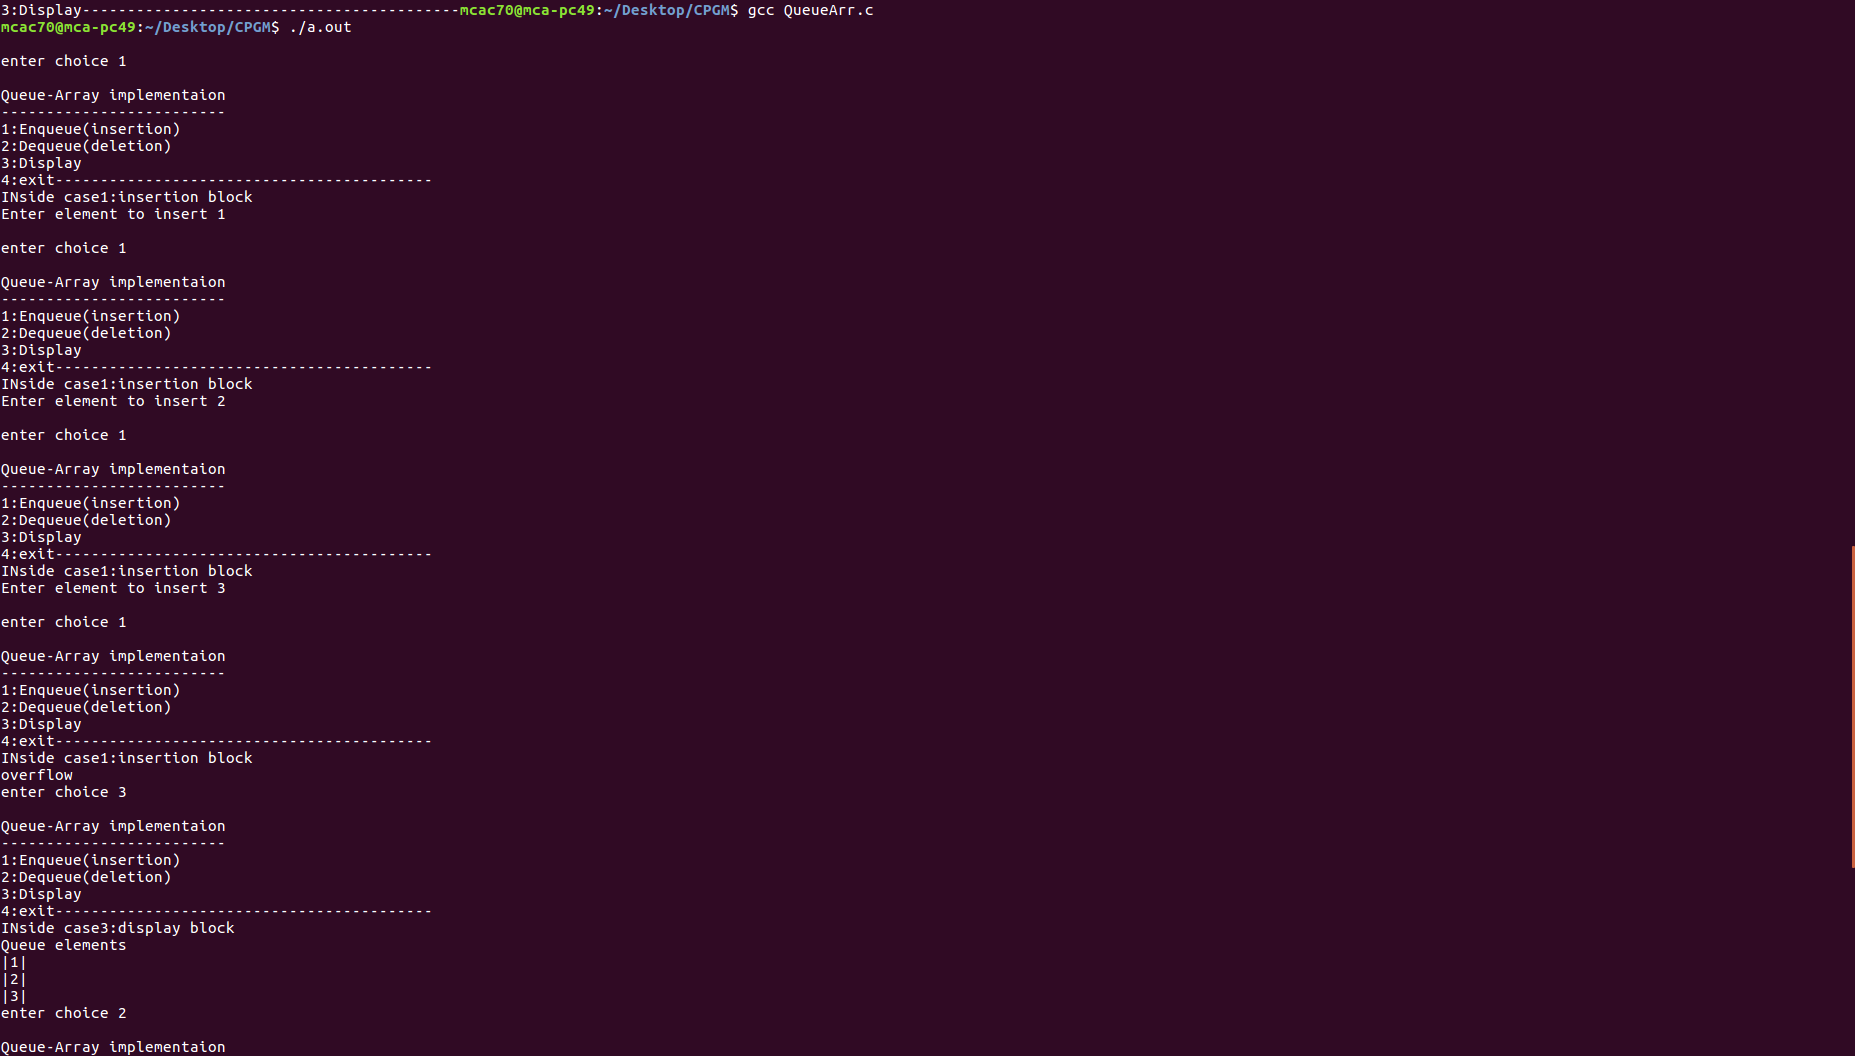 3:Display------------------------------------------mcac70@mca-pc49:~/Desktop/CPGM$ gcc QueueArr.c
mcac70@mca-pc49:~/Desktop/CPGM$ ./a.out
enter choice 1
Queue-Array implementaion
-------------------------
1:Enqueue(insertion)
2:Dequeue(deletion)
3:Display
4:exit------------------------------------------
INside case1:insertion block
Enter element to insert 1
enter choice 1
Queue-Array implementaion
-------------------------
1:Enqueue(insertion)
2:Dequeue(deletion)
3:Display
4:exit------------------------------------------
INside case1:insertion block
Enter element to insert 2
enter choice 1
Queue-Array implementaion
-------------------------
1:Enqueue(insertion)
2:Dequeue(deletion)
3:Display
4:exit------------------------------------------
INside case1:insertion block
Enter element to insert 3
enter choice 1
Queue-Array implementaion
-------------------------
1:Enqueue(insertion)
2:Dequeue(deletion)
3:Display
4:exit------------------------------------------
INside case1:insertion block
overflow
enter choice 3
Queue-Array implementaion
-------------------------
1:Enqueue(insertion)
2:Dequeue(deletion)
3:Display
4:exit------------------------------------------
INside case3:display block
Queue elements
|1|
|2|
|3|
enter choice 2
Queue-Array implementaion